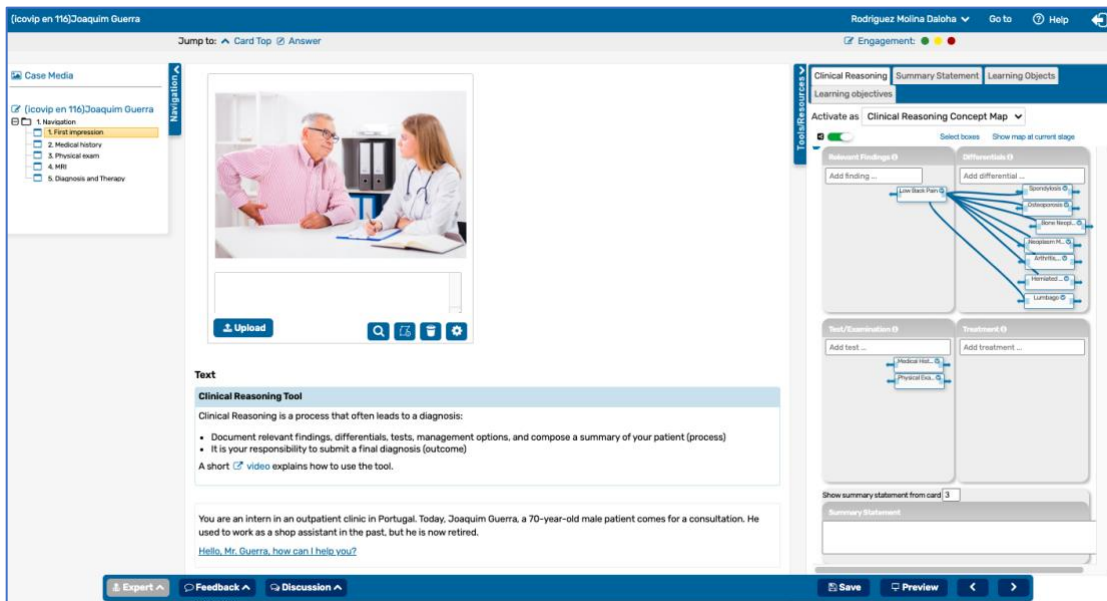 (icovip en 116)Joaquim Guerra
Rodriguez Molina Daloha
Go to
Help
Jump to: Card Top Answer
Engagement:
Case Media
(icovip en 116)Joaquim Guerra
1. Navigation
1. First impression
2. Medical history
3. Physical exam
4. MRI
5. Diagnosis and Therapy
Navigation
Upload
Text
Clinical Reasoning Tool
Clinical Reasoning is a process that often leads to a diagnosis:
• Document relevant findings, differentials, tests, management options, and compose a summary of your patient (process)
• It is your responsibility to submit a final diagnosis (outcome)
A short video explains how to use the tool.
You are an intern in an outpatient clinic in Portugal. Today, Joaquim Guerra, a 70-year-old male patient comes for a consultation. He
used to work as a shop assistant in the past, but he is now retired.
Hello, Mr. Guerra, how can I help you?
Tools/Resources
Clinical Reasoning Summary Statement Learning Objects
Learning objectives
Activate as Clinical Reasoning Concept Map
Select boxes Show map at current stage
Relevant Findings
Differentials
Add finding ...
Add differential ...
Low Back Pain
Spondylosis
Osteoporosis
Bone Neopl...
Neoplasm M...
Arthritis,...
Herniated ...
Lumbago
Test/Examination
Treatment
Add test ...
Add treatment ...
Medical Hist...
Physical Exa...
Show summary statement from card 3
Summary Statement
Expert
Feedback
Discussion
Save
Preview